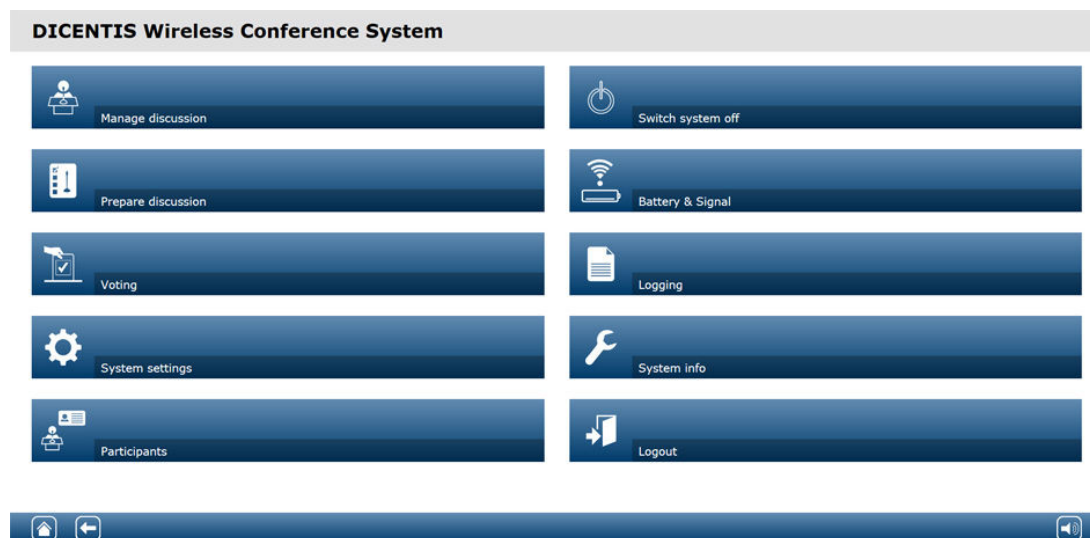 DICENTIS Wireless Conference System
Manage discussion
Switch system off
Prepare discussion
Battery & Signal
Voting
Logging
System settings
System info
Participants
Logout